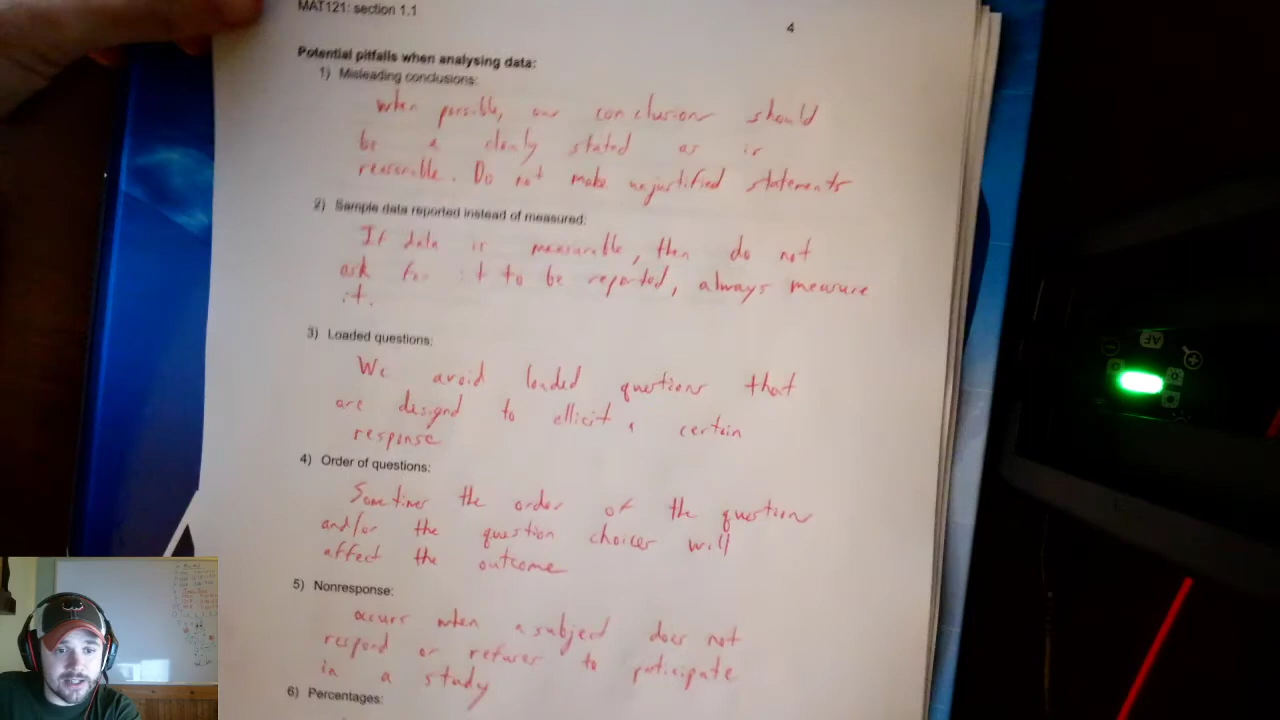 MAT121: section 1.1
4
Potential pitfalls when analysing data:
1) Misleading conclusions:
When possible, our conclusions should
be a clearly stated as is
reasonable. Do not make unjustified statements
2) Sample data reported instead of measured:
If data is measurable, then do not
ask for it to be reported, always measure
it.
3) Loaded questions:
We avoid loaded questions that
are designd to ellicit a certain
response
4) Order of questions:
Sometimes the order of the questions
and/or the question choices will
affect the outcome
5) Nonresponse:
occurs when a subject does not
respond or refuses to participate
in a study
6) Percentages:
AF